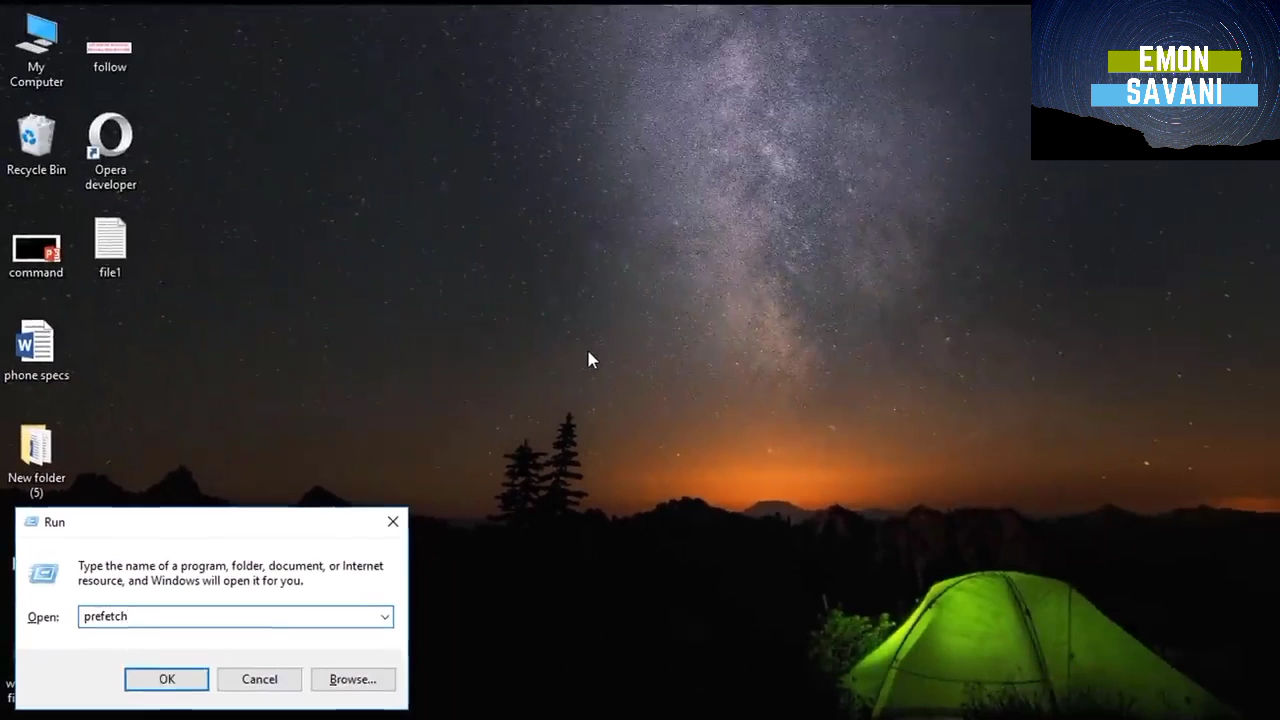 My
Computer
follow
Recycle Bin
Opera
developer
command
file1
phone specs
New folder
(5)
EMON
SAVANI
Run
Type the name of a program, folder, document, or Internet
resource, and Windows will open it for you.
Open:
prefetch
OK
Cancel
Browse...